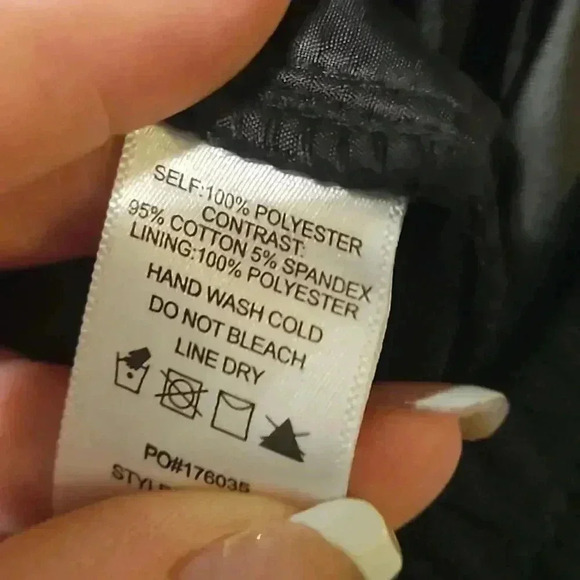 SELF:100% POLYESTER
CONTRAST:
95% COTTON 5% SPANDEX
LINING:100% POLYESTER
HAND WASH COLD
DO NOT BLEACH
LINE DRY
PO#176035